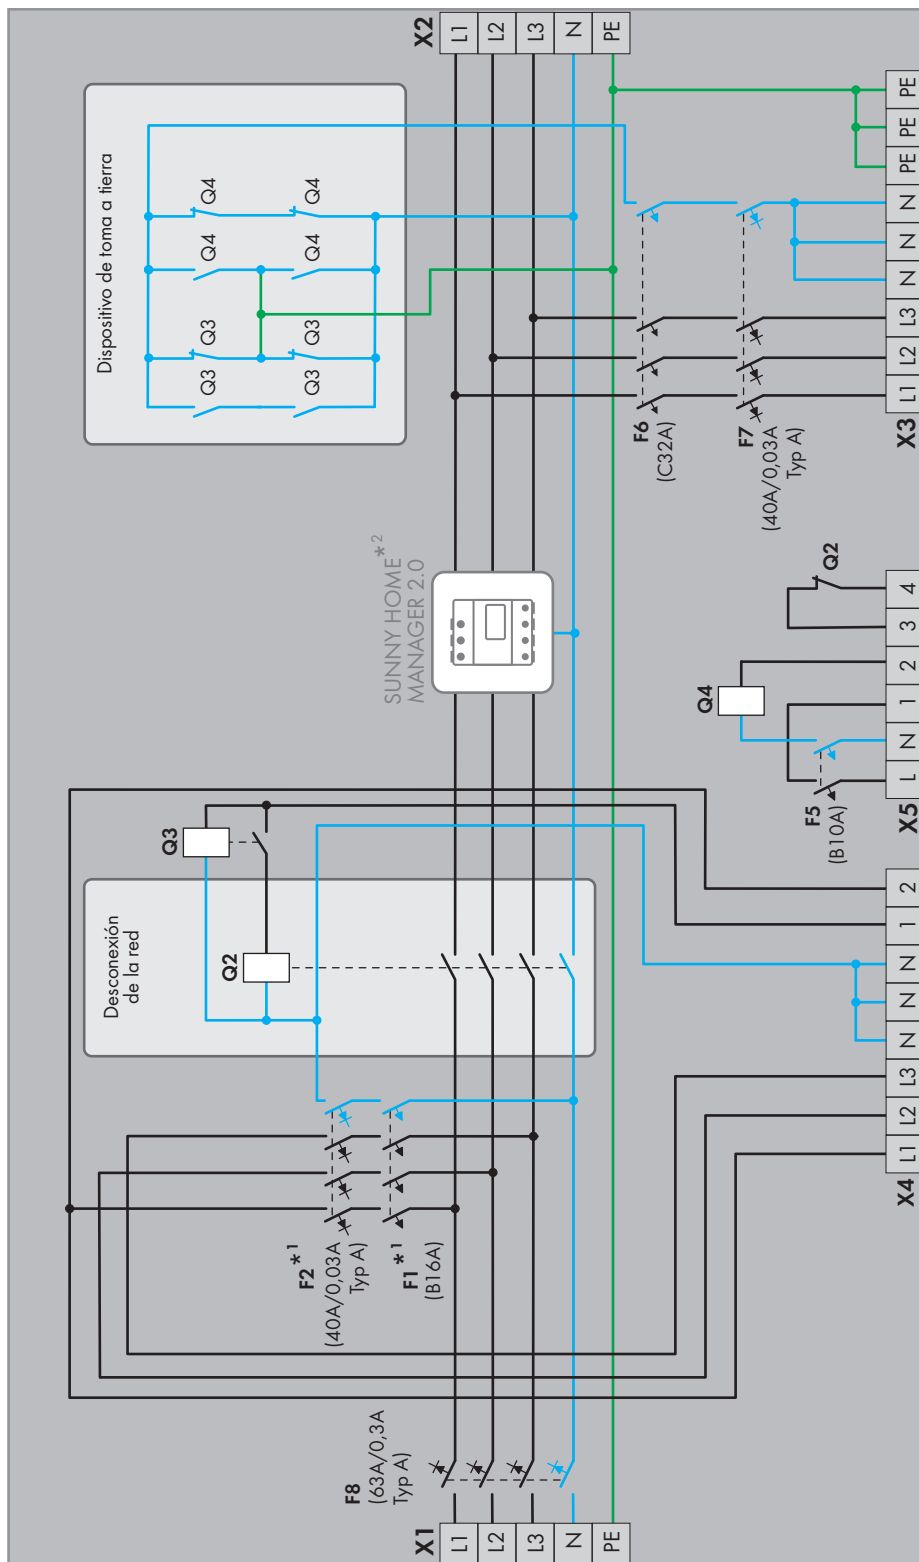 X2
L1
L2
L3
N
PE
Dispositivo de toma a tierra
Q4
Q4
Q4
Q4
Q3
Q3
Q3
Q3
PE
PE
PE
N
N
N
L3
L2
L1
X3
F6
(C32A)
F7
(40A/0,03A
Typ A)
SUNNY HOME*2
MANAGER 2.0
Q2
4
3
2
1
N
L
X5
Q4
F5
(B10A)
Q3
Desconexión
de la red
Q2
2
1
N
N
N
L3
L2
L1
X4
F2*1
(40A/0,03A
Typ A)
F1*1
(B16A)
F8
(63A/0,3A
Typ A)
X1
L1
L2
L3
N
PE